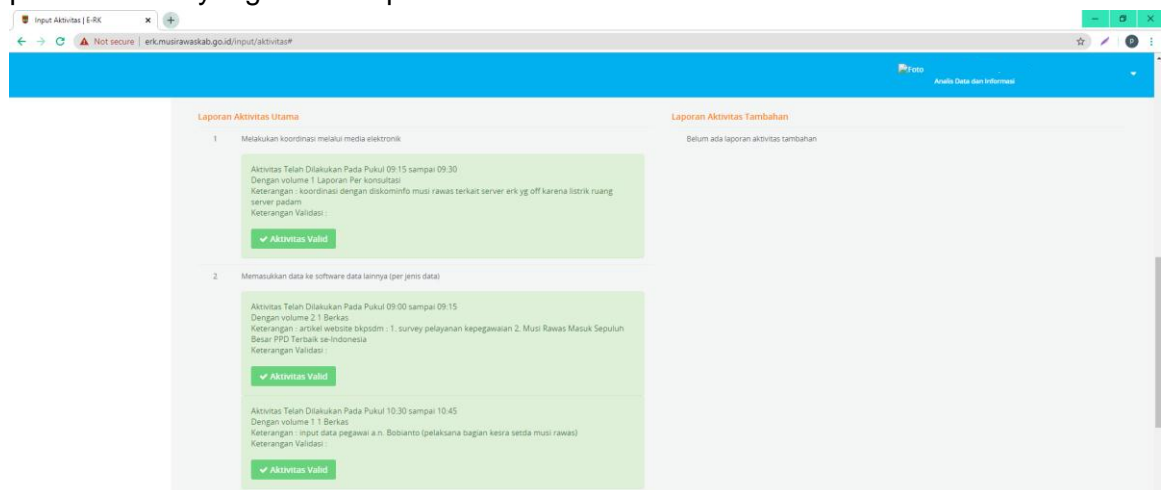 Input Aktivitas | E-RK
Not secure | erk.musirawaskab.go.id/input/aktivitas#
P
Foto
Analis Data dan Informasi
Laporan Aktivitas Utama
1 Melakukan koordinasi melalui media elektronik
Aktivitas Telah Dilakukan Pada Pukul 09:15 sampai 09:30
Dengan volume 1 Laporan Per konsultasi
Keterangan : koordinasi dengan diskominfo musi rawas terkait server erk yg off karena listrik ruang
server padam
Keterangan Validasi :
Aktivitas Valid
2 Memasukkan data ke software data lainnya (per jenis data)
Aktivitas Telah Dilakukan Pada Pukul 09:00 sampai 09:15
Dengan volume 2 1 Berkas
Keterangan : artikel website bkpsdm : 1. survey pelayanan kepegawaian 2. Musi Rawas Masuk Sepuluh
Besar PPD Terbaik se-Indonesia
Keterangan Validasi :
Aktivitas Valid
Aktivitas Telah Dilakukan Pada Pukul 10:30 sampai 10:45
Dengan volume 1 1 Berkas
Keterangan : input data pegawai a.n. Bobianto (pelaksana bagian kesra setda musi rawas)
Keterangan Validasi :
Aktivitas Valid
Laporan Aktivitas Tambahan
Belum ada laporan aktivitas tambahan